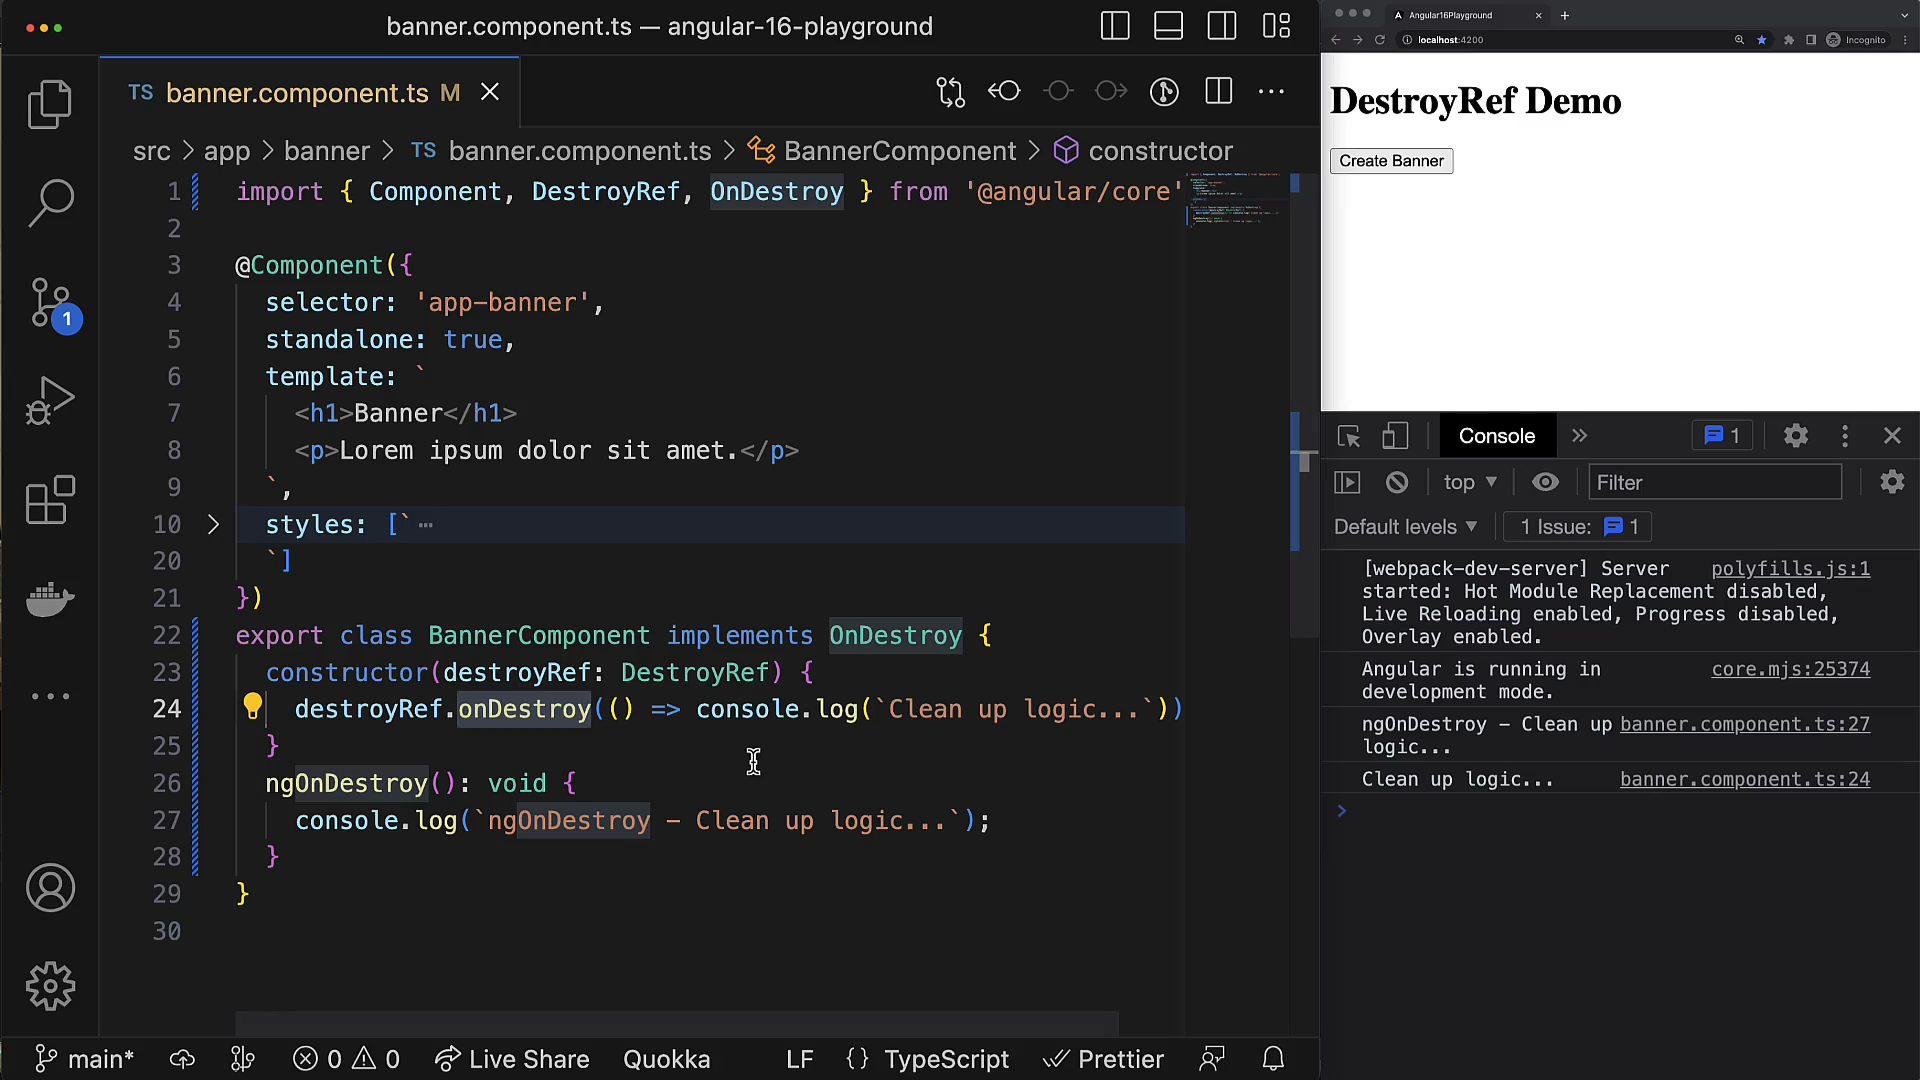 banner.component.ts — angular-16-playground
TS banner.component.ts M
src > app > banner > TS banner.component.ts > BannerComponent > constructor
1 import { Component, DestroyRef, OnDestroy } from '@angular/core'
2
3 @Component({
4 selector: 'app-banner',
5 standalone: true,
6 template: `
7 <h1>Banner</h1>
8 <p>Lorem ipsum dolor sit amet.</p>
9 `,
10 styles: [` ⋯
20 `]
21 })
22 export class BannerComponent implements OnDestroy {
23 constructor(destroyRef: DestroyRef) {
24 destroyRef.onDestroy(() => console.log(`Clean up logic...`))
25 }
26 ngOnDestroy(): void {
27 console.log(`ngOnDestroy – Clean up logic...`);
28 }
29 }
30
1
main* 0 0 Live Share Quokka LF {} TypeScript Prettier
Angular16Playground
localhost:4200 Incognito
DestroyRef Demo
Create Banner
Console 1
top Filter
Default levels 1 Issue: 1
[webpack-dev-server] Server polyfills.js:1
started: Hot Module Replacement disabled,
Live Reloading enabled, Progress disabled,
Overlay enabled.
Angular is running in core.mjs:25374
development mode.
ngOnDestroy – Clean up banner.component.ts:27
logic...
Clean up logic... banner.component.ts:24